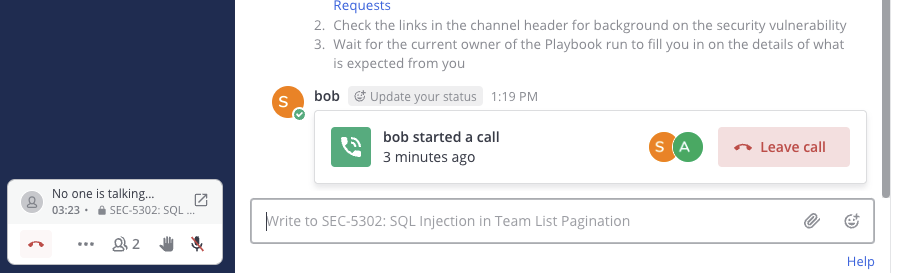 Requests
2. Check the links in the channel header for background on the security vulnerability
3. Wait for the current owner of the Playbook run to fill you in on the details of what
is expected from you
S
bob Update your status 1:19 PM
bob started a call
3 minutes ago
S A Leave call
No one is talking...
03:23 • SEC-5302: SQL ...
2
Write to SEC-5302: SQL Injection in Team List Pagination
Help